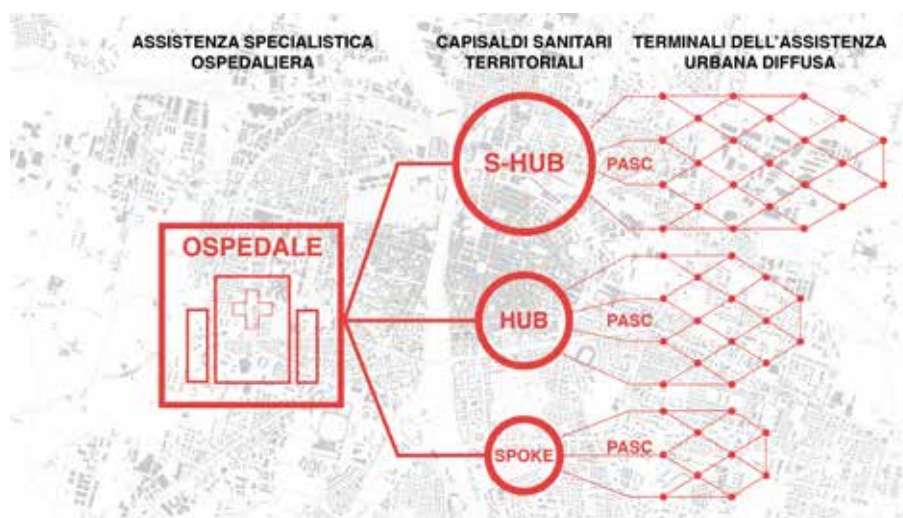 ASSISTENZA SPECIALISTICA
OSPEDALIERA
CAPISALDI SANITARI
TERRITORIALI
TERMINALI DELL'ASSISTENZA
URBANA DIFFUSA
S-HUB
PASC
OSPEDALE
HUB
PASC
SPOKE
PASC